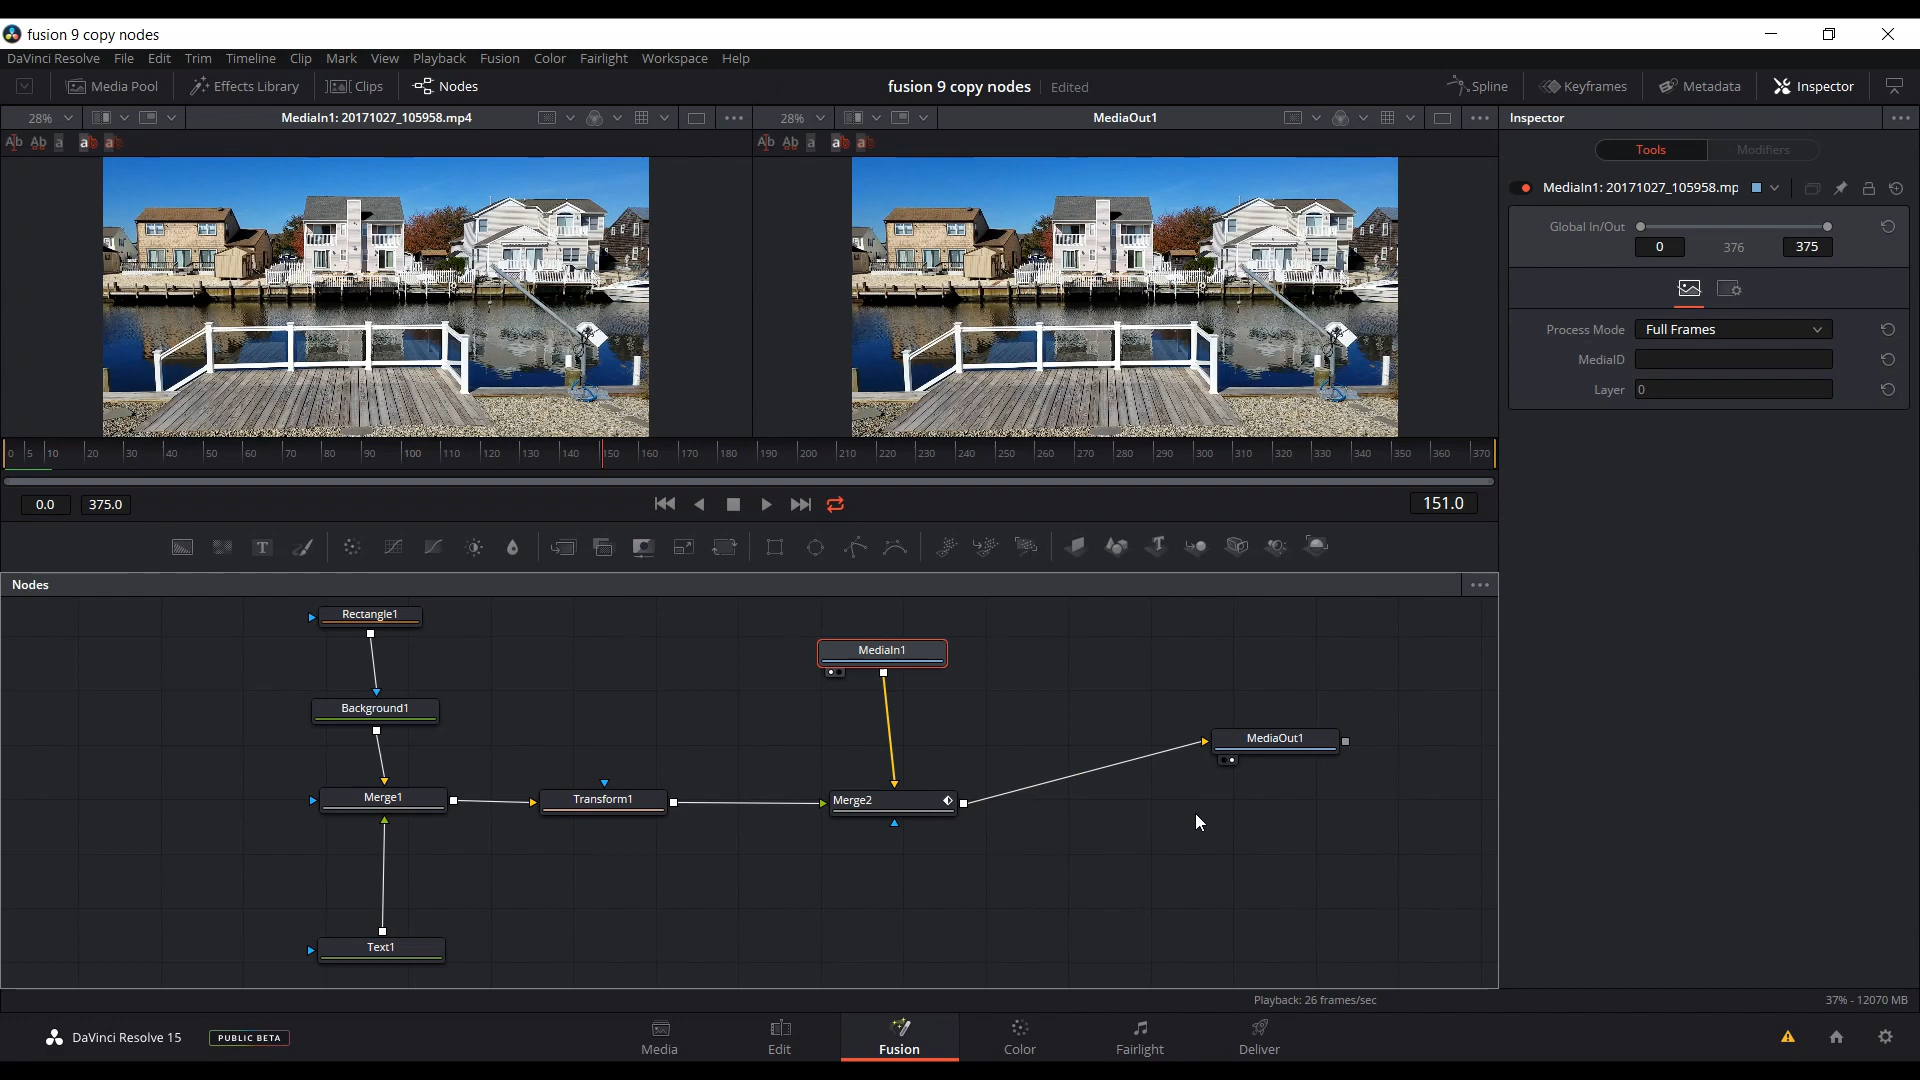 fusion 9 copy nodes
DaVinci Resolve File Edit Trim Timeline Clip Mark View Playback Fusion Color Fairlight Workspace Help
Media Pool Effects Library Clips Nodes fusion 9 copy nodes Edited Spline Keyframes Metadata Inspector
28% MediaIn1: 20171027_105958.mp4 28% MediaOut1 Inspector
Tools Modifiers
MediaIn1: 20171027_105958.mp
Global In/Out
0 376 375
Process Mode Full Frames
MediaID
Layer 0
0 5 10 20 30 40 50 60 70 80 90 100 110 120 130 140 150 160 170 180 190 200 210 220 230 240 250 260 270 280 290 300 310 320 330 340 350 360 370
0.0 375.0 151.0
Nodes
Rectangle1
MediaIn1
Background1
MediaOut1
Merge1 Transform1 Merge2
Text1
Playback: 26 frames/sec 37% - 12070 MB
DaVinci Resolve 15 PUBLIC BETA Media Edit Fusion Color Fairlight Deliver